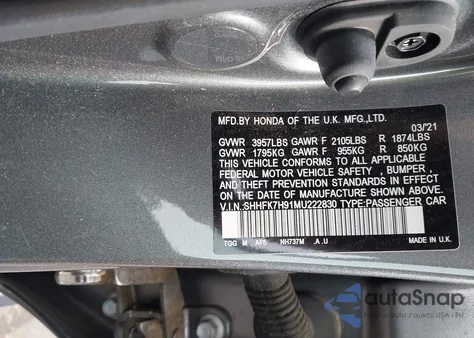 MFD.BY HONDA OF THE U.K. MFG.,LTD.
03/21
GVWR 3957LBS GAWR F 2105LBS R 1874LBS
GVWR 1795KG GAWR F 955KG R 850KG
THIS VEHICLE CONFORMS TO ALL APPLICABLE
FEDERAL MOTOR VEHICLE SAFETY , BUMPER ,
AND THEFT PREVENTION STANDARDS IN EFFECT
ON THE DATE OF MANUFACTURE SHOWN ABOVE.
V.I.N.:SHHFK7H91MU222830 TYPE:PASSENGER CAR
TGG M AF5 NH737M .A .U
MADE IN U.K.
autoSnap